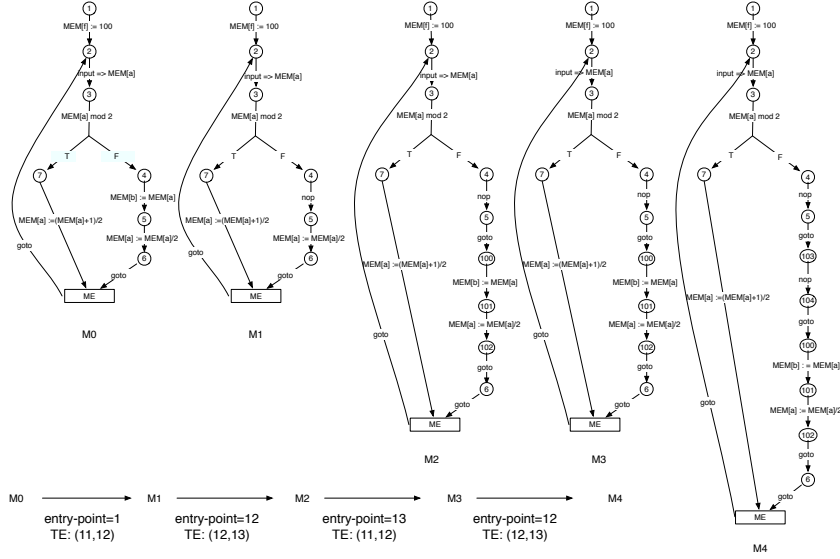 1
MEM[f] := 100
2
input => MEM[a]
3
MEM[a] mod 2
T
F
7
4
MEM[b] := MEM[a]
5
MEM[a] :=(MEM[a]+1)/2
MEM[a] := MEM[a]/2
6
goto
goto
ME
M0
1
MEM[f] := 100
2
input => MEM[a]
3
MEM[a] mod 2
T
F
7
4
nop
5
MEM[a] :=(MEM[a]+1)/2
MEM[a] := MEM[a]/2
6
goto
goto
ME
M1
1
MEM[f] := 100
2
input => MEM[a]
3
MEM[a] mod 2
T
F
7
4
nop
5
goto
100
MEM[a] :=(MEM[a]+1)/2
MEM[b] := MEM[a]
101
MEM[a] := MEM[a]/2
102
goto
goto
6
goto
ME
M2
1
MEM[f] := 100
2
input => MEM[a]
3
MEM[a] mod 2
T
F
7
4
nop
5
goto
100
MEM[a] :=(MEM[a]+1)/2
MEM[b] := MEM[a]
101
MEM[a] := MEM[a]/2
102
goto
goto
6
goto
ME
M3
1
MEM[f] := 100
2
input => MEM[a]
3
MEM[a] mod 2
T
F
7
4
nop
5
goto
103
nop
MEM[a] :=(MEM[a]+1)/2
104
goto
100
MEM[b] : = MEM[a]
101
goto
MEM[a] := MEM[a]/2
102
goto
6
goto
ME
M4
M0
M1
M2
M3
M4
entry-point=1
TE: (11,12)
entry-point=12
TE: (12,13)
entry-point=13
TE: (11,12)
entry-point=12
TE: (12,13)